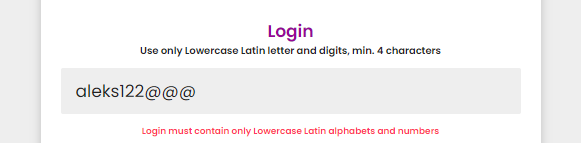 Login
Use only Lowercase Latin letter and digits, min. 4 characters
aleks122@@@
Login must contain only Lowercase Latin alphabets and numbers